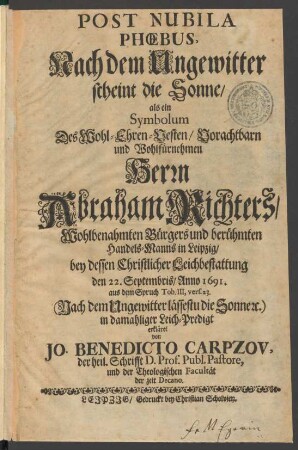 POST NUBILA
PHŒBUS,
Nach dem Ungewitter
scheint die Sonne/
als ein
Symbolum
Des Wohl-Ehren-Vesten/ Vorachtbarn
und Wohlfürnehmen
Herrn
Abraham Richters/
Wohlbenahmten Bürgers und berühmten
Handels-Manns in Leipzig/
bey dessen Christlicher Leichbestattung
den 22. Septembris/ Anno 1691.
aus dem Spruch Tob. III, vers. 23.
(Nach dem Ungewitter lässestu die Sonne ꝛc.)
in damahliger Leich-Predigt
erkläret
von
JO. BENEDICTO CARPZOV,
der heil. Schrifft D. Prof. Publ. Pastore,
und der Theologischen Facultät
der zeit Decano.
LEIPZIG/ Gedruckt bey Christian Scholvien.